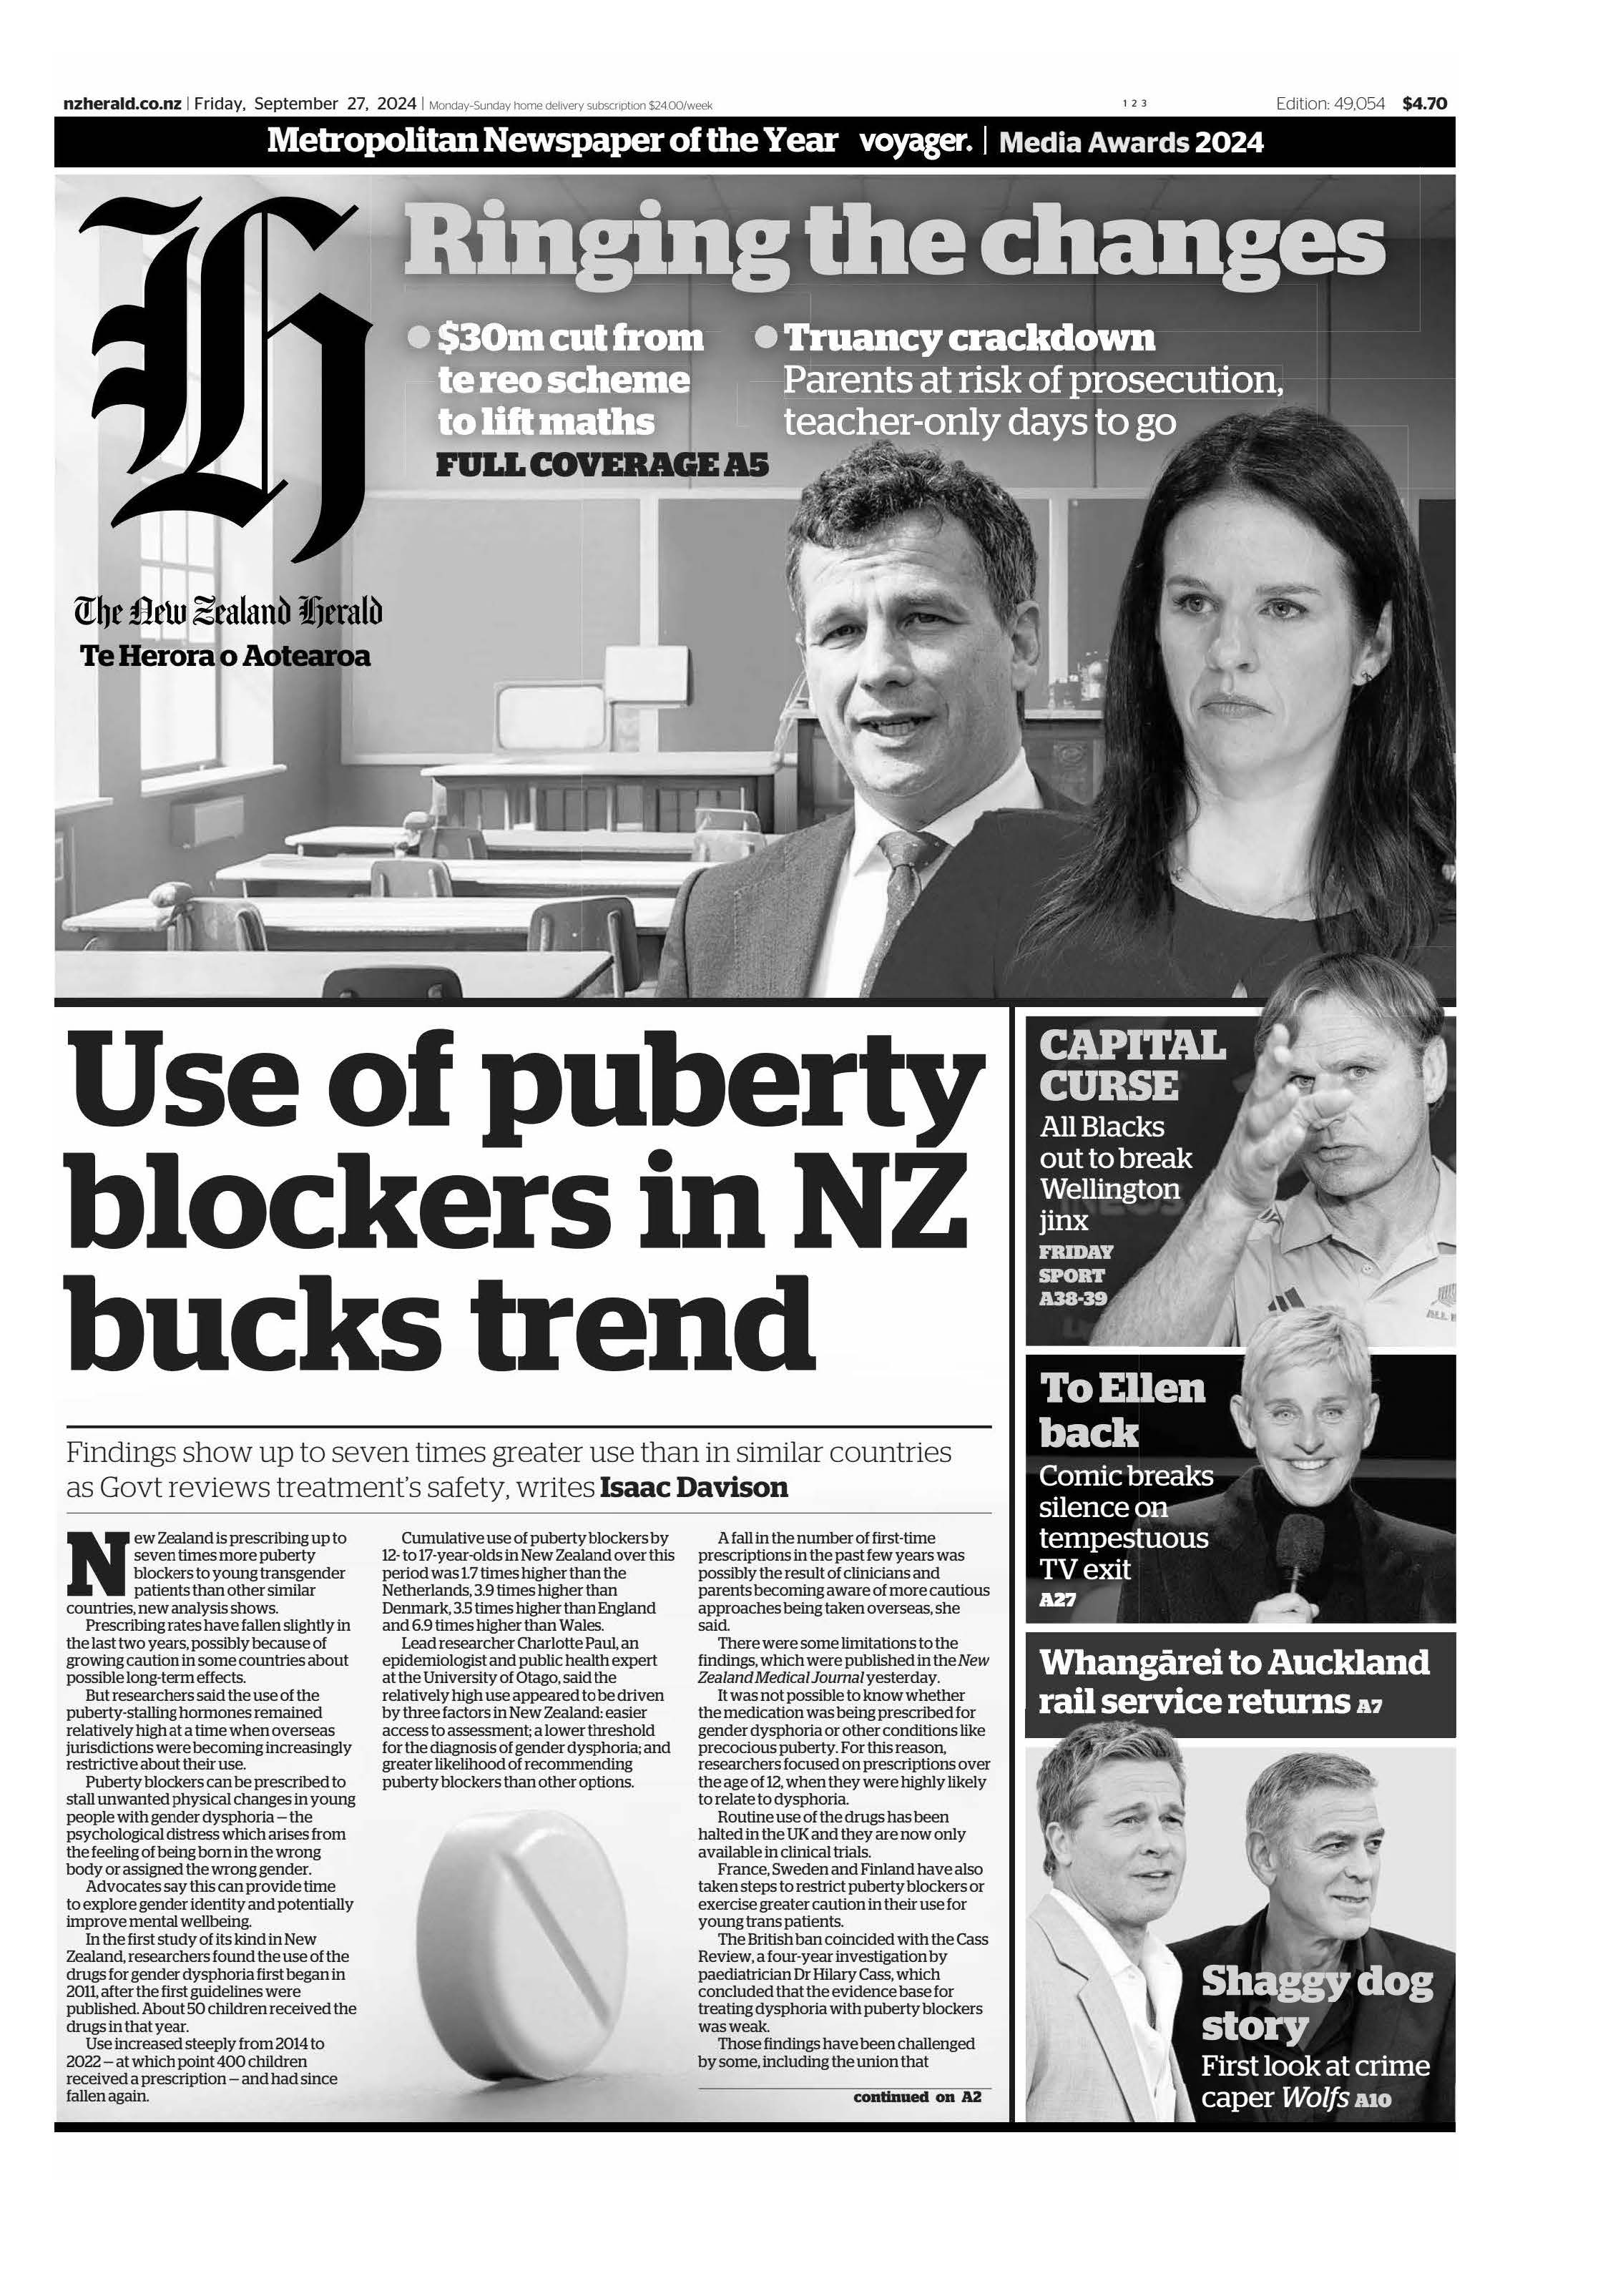 nzherald.co.nz | Friday, September 27, 2024 | Monday-Sunday home delivery subscription $24.00/week
1 2 3
Edition: 49,054 $4.70
Metropolitan Newspaper of the Year voyager. | Media Awards 2024
H
The New Zealand Herald
Te Herora o Aotearoa
Ringing the changes
● $30m cut from
te reo scheme
to lift maths
FULL COVERAGE A5
● Truancy crackdown
Parents at risk of prosecution,
teacher-only days to go
Use of puberty
blockers in NZ
bucks trend
Findings show up to seven times greater use than in similar countries
as Govt reviews treatment's safety, writes Isaac Davison
New Zealand is prescribing up to
seven times more puberty
blockers to young transgender
patients than other similar
countries, new analysis shows.
Prescribing rates have fallen slightly in
the last two years, possibly because of
growing caution in some countries about
possible long-term effects.
But researchers said the use of the
puberty-stalling hormones remained
relatively high at a time when overseas
jurisdictions were becoming increasingly
restrictive about their use.
Puberty blockers can be prescribed to
stall unwanted physical changes in young
people with gender dysphoria — the
psychological distress which arises from
the feeling of being born in the wrong
body or assigned the wrong gender.
Advocates say this can provide time
to explore gender identity and potentially
improve mental wellbeing.
In the first study of its kind in New
Zealand, researchers found the use of the
drugs for gender dysphoria first began in
2011, after the first guidelines were
published. About 50 children received the
drugs in that year.
Use increased steeply from 2014 to
2022 — at which point 400 children
received a prescription — and had since
fallen again.
Cumulative use of puberty blockers by
12- to 17-year-olds in New Zealand over this
period was 1.7 times higher than the
Netherlands, 3.9 times higher than
Denmark, 3.5 times higher than England
and 6.9 times higher than Wales.
Lead researcher Charlotte Paul, an
epidemiologist and public health expert
at the University of Otago, said the
relatively high use appeared to be driven
by three factors in New Zealand: easier
access to assessment; a lower threshold
for the diagnosis of gender dysphoria; and
greater likelihood of recommending
puberty blockers than other options.
A fall in the number of first-time
prescriptions in the past few years was
possibly the result of clinicians and
parents becoming aware of more cautious
approaches being taken overseas, she
said.
There were some limitations to the
findings, which were published in the New
Zealand Medical Journal yesterday.
It was not possible to know whether
the medication was being prescribed for
gender dysphoria or other conditions like
precocious puberty. For this reason,
researchers focused on prescriptions over
the age of 12, when they were highly likely
to relate to dysphoria.
Routine use of the drugs has been
halted in the UK and they are now only
available in clinical trials.
France, Sweden and Finland have also
taken steps to restrict puberty blockers or
exercise greater caution in their use for
young trans patients.
The British ban coincided with the Cass
Review, a four-year investigation by
paediatrician Dr Hilary Cass, which
concluded that the evidence base for
treating dysphoria with puberty blockers
was weak.
Those findings have been challenged
by some, including the union that
continued on A2
CAPITAL
CURSE
All Blacks
out to break
Wellington
jinx
FRIDAY
SPORT
A38-39
To Ellen
back
Comic breaks
silence on
tempestuous
TV exit
A27
Whangārei to Auckland
rail service returns A7
Shaggy dog
story
First look at crime
caper Wolfs A10